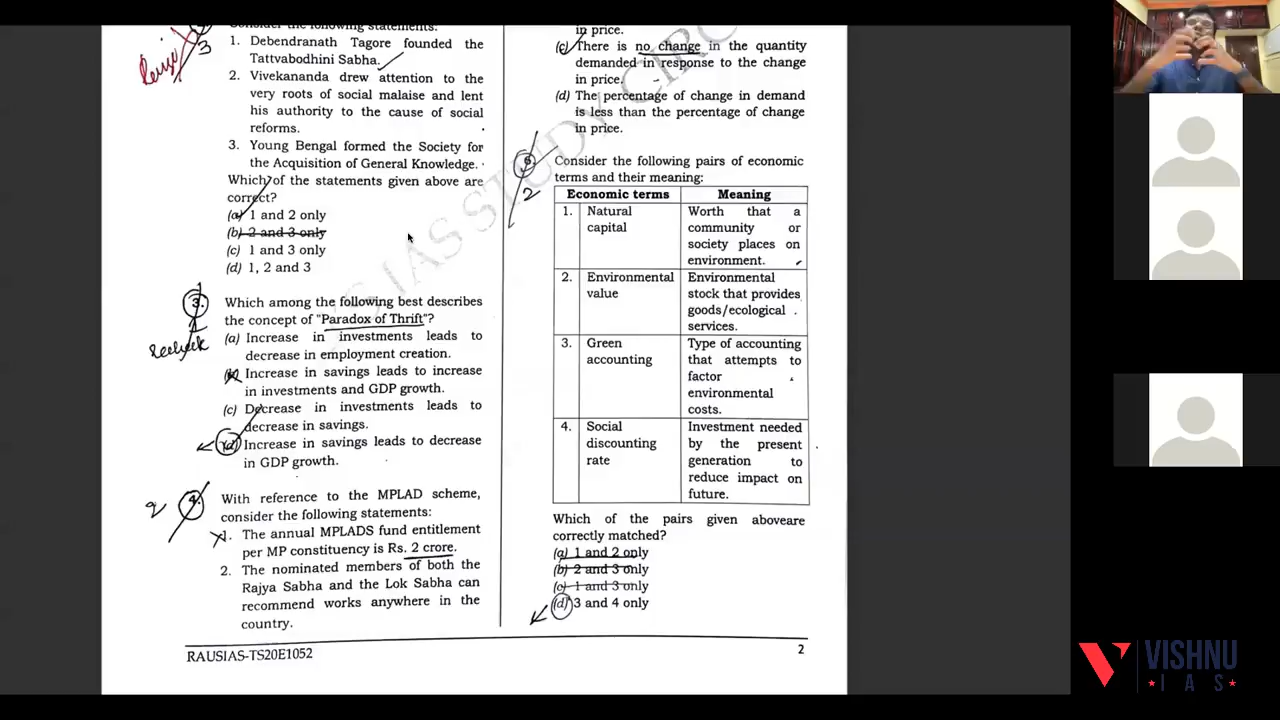 Consider the following statements:
3
Revise
1. Debendranath Tagore founded the
Tattvabodhini Sabha.
2. Vivekananda drew attention to the
very roots of social malaise and lent
his authority to the cause of social
reforms.
3. Young Bengal formed the Society for
the Acquisition of General Knowledge.
Which of the statements given above are
correct?
(a) 1 and 2 only
(b) 2 and 3 only
(c) 1 and 3 only
(d) 1, 2 and 3
1
3.
Recheck
Which among the following best describes
the concept of "Paradox of Thrift"?
(a) Increase in investments leads to
decrease in employment creation.
(b) Increase in savings leads to increase
in investments and GDP growth.
(c) Decrease in investments leads to
decrease in savings.
(d) Increase in savings leads to decrease
in GDP growth.
2
4.
With reference to the MPLAD scheme,
consider the following statements:
1. The annual MPLADS fund entitlement
per MP constituency is Rs. 2 crore.
2. The nominated members of both the
Rajya Sabha and the Lok Sabha can
recommend works anywhere in the
country.
in price.
(c) There is no change in the quantity
demanded in response to the change
in price.
(d) The percentage of change in demand
is less than the percentage of change
in price.
2
Consider the following pairs of economic
terms and their meaning:
Economic terms Meaning
1. Natural Worth that a
capital community or
society places on
environment.
2. Environmental Environmental
value stock that provides
goods/ecological
services.
3. Green Type of accounting
accounting that attempts to
factor
environmental
costs.
4. Social Investment needed
discounting by the present
rate generation to
reduce impact on
future.
Which of the pairs given aboveare
correctly matched?
(a) 1 and 2 only
(b) 2 and 3 only
(c) 1 and 3 only
(d) 3 and 4 only
RAUSIAS-TS20E1052
2
IAS STUDY CIRC
VISHNU
IAS